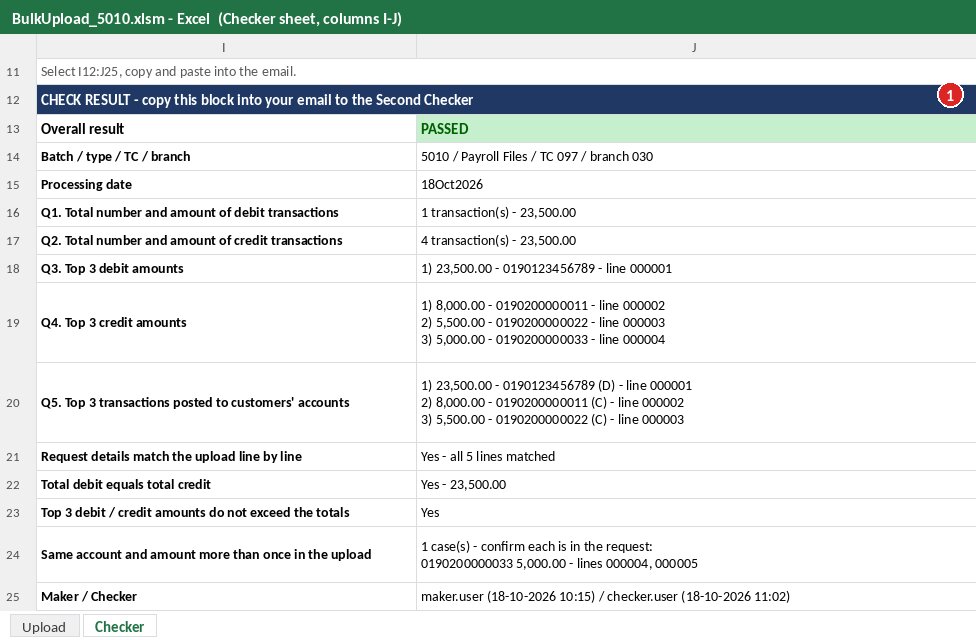 BulkUpload_5010.xlsm - Excel (Checker sheet, columns I-J)
I J
11 Select I12:J25, copy and paste into the email.
12 CHECK RESULT - copy this block into your email to the Second Checker 1
13 Overall result PASSED
14 Batch / type / TC / branch 5010 / Payroll Files / TC 097 / branch 030
15 Processing date 18Oct2026
16 Q1. Total number and amount of debit transactions 1 transaction(s) - 23,500.00
17 Q2. Total number and amount of credit transactions 4 transaction(s) - 23,500.00
18 Q3. Top 3 debit amounts 1) 23,500.00 - 0190123456789 - line 000001
19 Q4. Top 3 credit amounts 1) 8,000.00 - 0190200000011 - line 000002
2) 5,500.00 - 0190200000022 - line 000003
3) 5,000.00 - 0190200000033 - line 000004
20 Q5. Top 3 transactions posted to customers' accounts 1) 23,500.00 - 0190123456789 (D) - line 000001
2) 8,000.00 - 0190200000011 (C) - line 000002
3) 5,500.00 - 0190200000022 (C) - line 000003
21 Request details match the upload line by line Yes - all 5 lines matched
22 Total debit equals total credit Yes - 23,500.00
23 Top 3 debit / credit amounts do not exceed the totals Yes
24 Same account and amount more than once in the upload 1 case(s) - confirm each is in the request:
0190200000033 5,000.00 - lines 000004, 000005
25 Maker / Checker maker.user (18-10-2026 10:15) / checker.user (18-10-2026 11:02)
Upload Checker